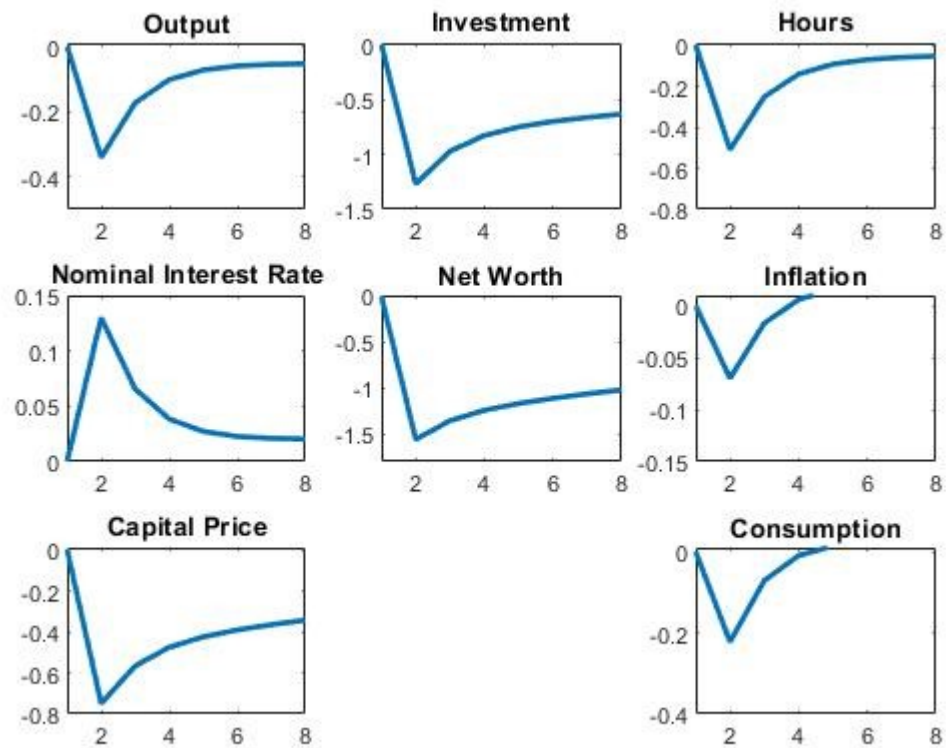 Output
0
-0.2
-0.4
2 4 6 8
Investment
0
-0.5
-1
-1.5
2 4 6 8
Hours
0
-0.2
-0.4
-0.6
-0.8
2 4 6 8
Nominal Interest Rate
0.15
0.1
0.05
0
2 4 6 8
Net Worth
0
-0.5
-1
-1.5
2 4 6 8
Inflation
0
-0.05
-0.1
-0.15
2 4 6 8
Capital Price
0
-0.2
-0.4
-0.6
-0.8
2 4 6 8
Consumption
0
-0.2
-0.4
2 4 6 8